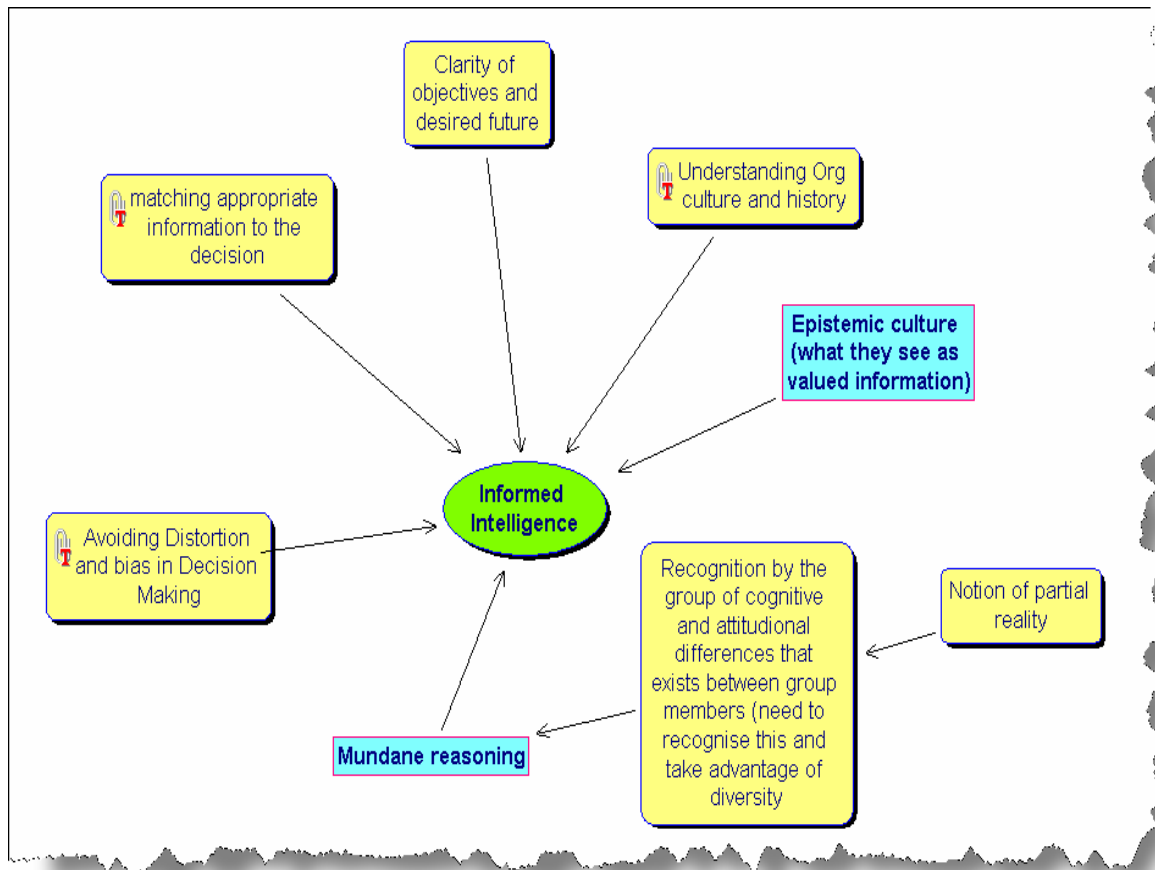 Clarity of
objectives and
desired future
matching appropriate
information to the
decision
Understanding Org
culture and history
Epistemic culture
(what they see as
valued information)
Informed
Intelligence
Avoiding Distortion
and bias in Decision
Making
Recognition by the
group of cognitive
and attitudional
differences that
exists between group
members (need to
recognise this and
take advantage of
diversity
Notion of partial
reality
Mundane reasoning